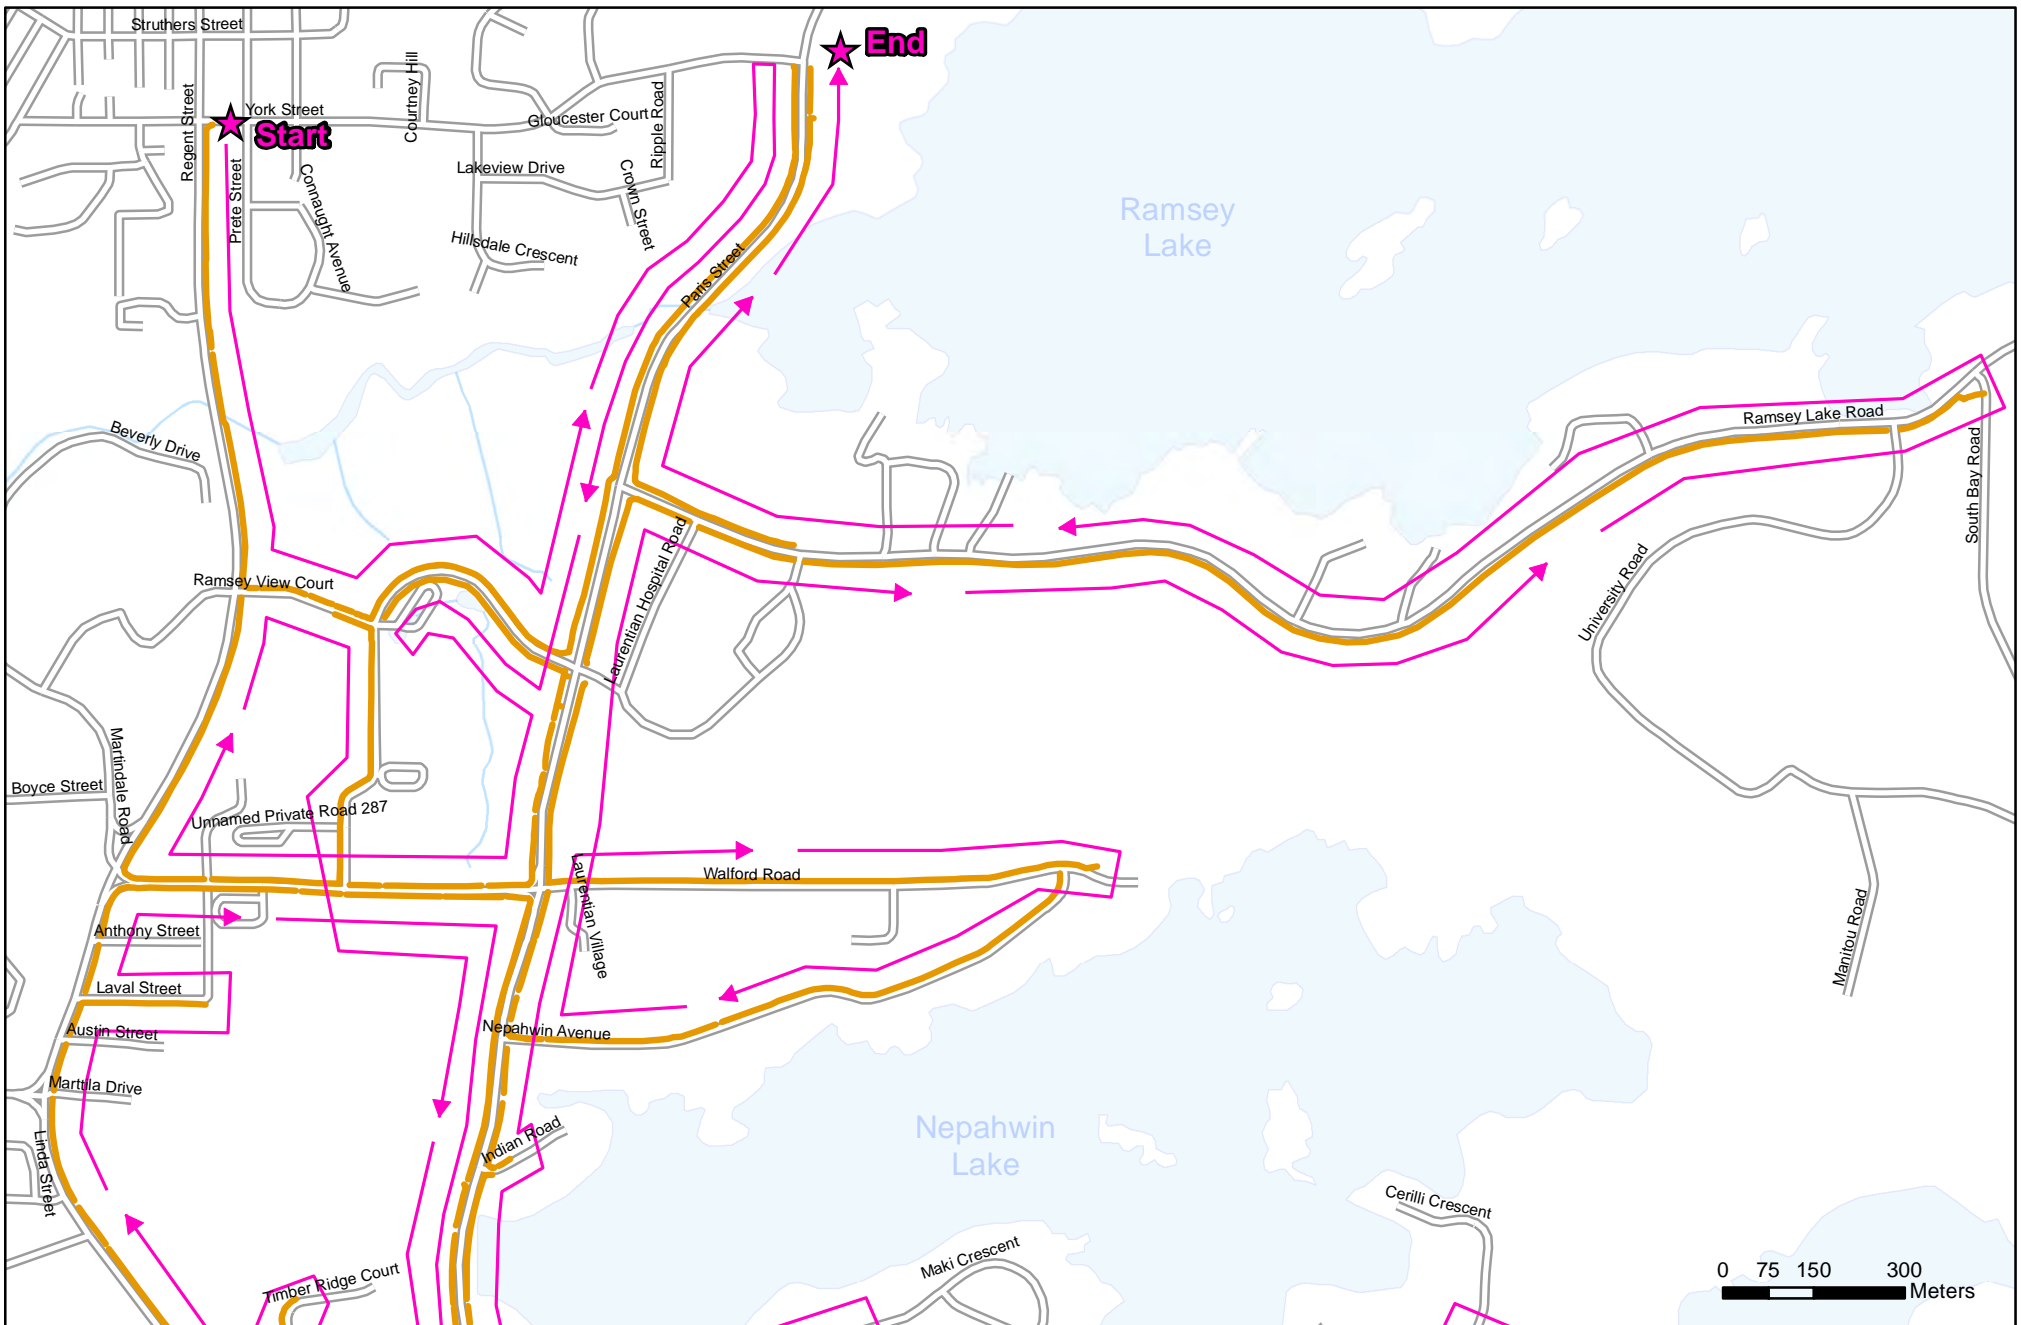 Struthers Street
End
Courtney Hill
York Street
Start
Regent Street
Gloucester Court
Ripple Road
Lakeview Drive
Prete Street
Connaught Avenue
Crown Street
Hillsdale Crescent
Paris Street
Ramsey
Lake
Beverly Drive
Ramsey Lake Road
South Bay Road
Ramsey View Court
Laurentian Hospital Road
University Road
Martindale Road
Boyce Street
Unnamed Private Road 287
Walford Road
Laurentian Village
Anthony Street
Manitou Road
Laval Street
Austin Street
Nepahwin Avenue
Marttila Drive
Linda Street
Indian Road
Nepahwin
Lake
Cerilli Crescent
Maki Crescent
Timber Ridge Court
0 75 150 300
Meters